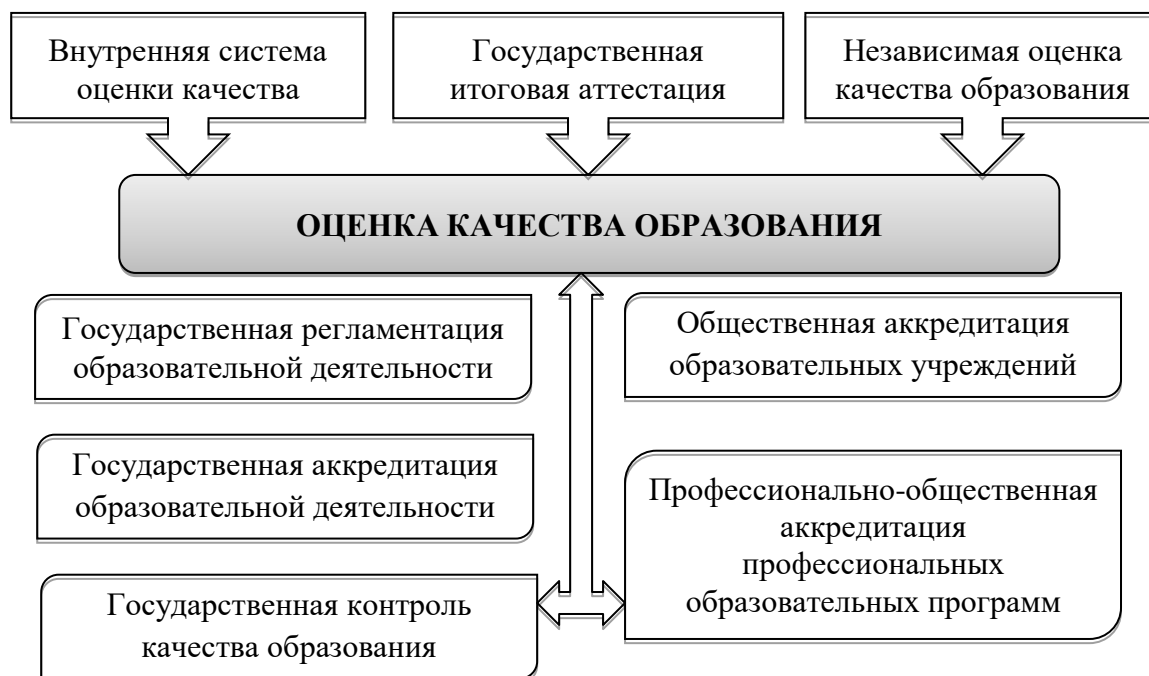 Внутренняя система
оценки качества
Государственная
итоговая аттестация
Независимая оценка
качества образования
ОЦЕНКА КАЧЕСТВА ОБРАЗОВАНИЯ
Государственная регламентация
образовательной деятельности
Общественная аккредитация
образовательных учреждений
Государственная аккредитация
образовательной деятельности
Профессионально-общественная
аккредитация
профессиональных
образовательных программ
Государственная контроль
качества образования